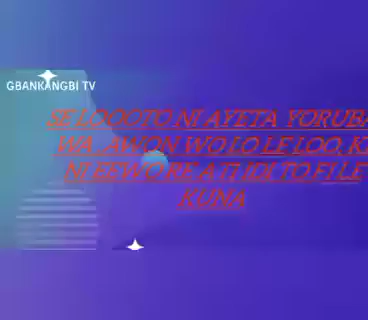 GBANKANGBI TV
SE LOOOTO NI AYETA YORUBA
WA ,AWON WO LO LE LOO, KI
NI EEWO RE ATI IDI TO FI LE
KUNA